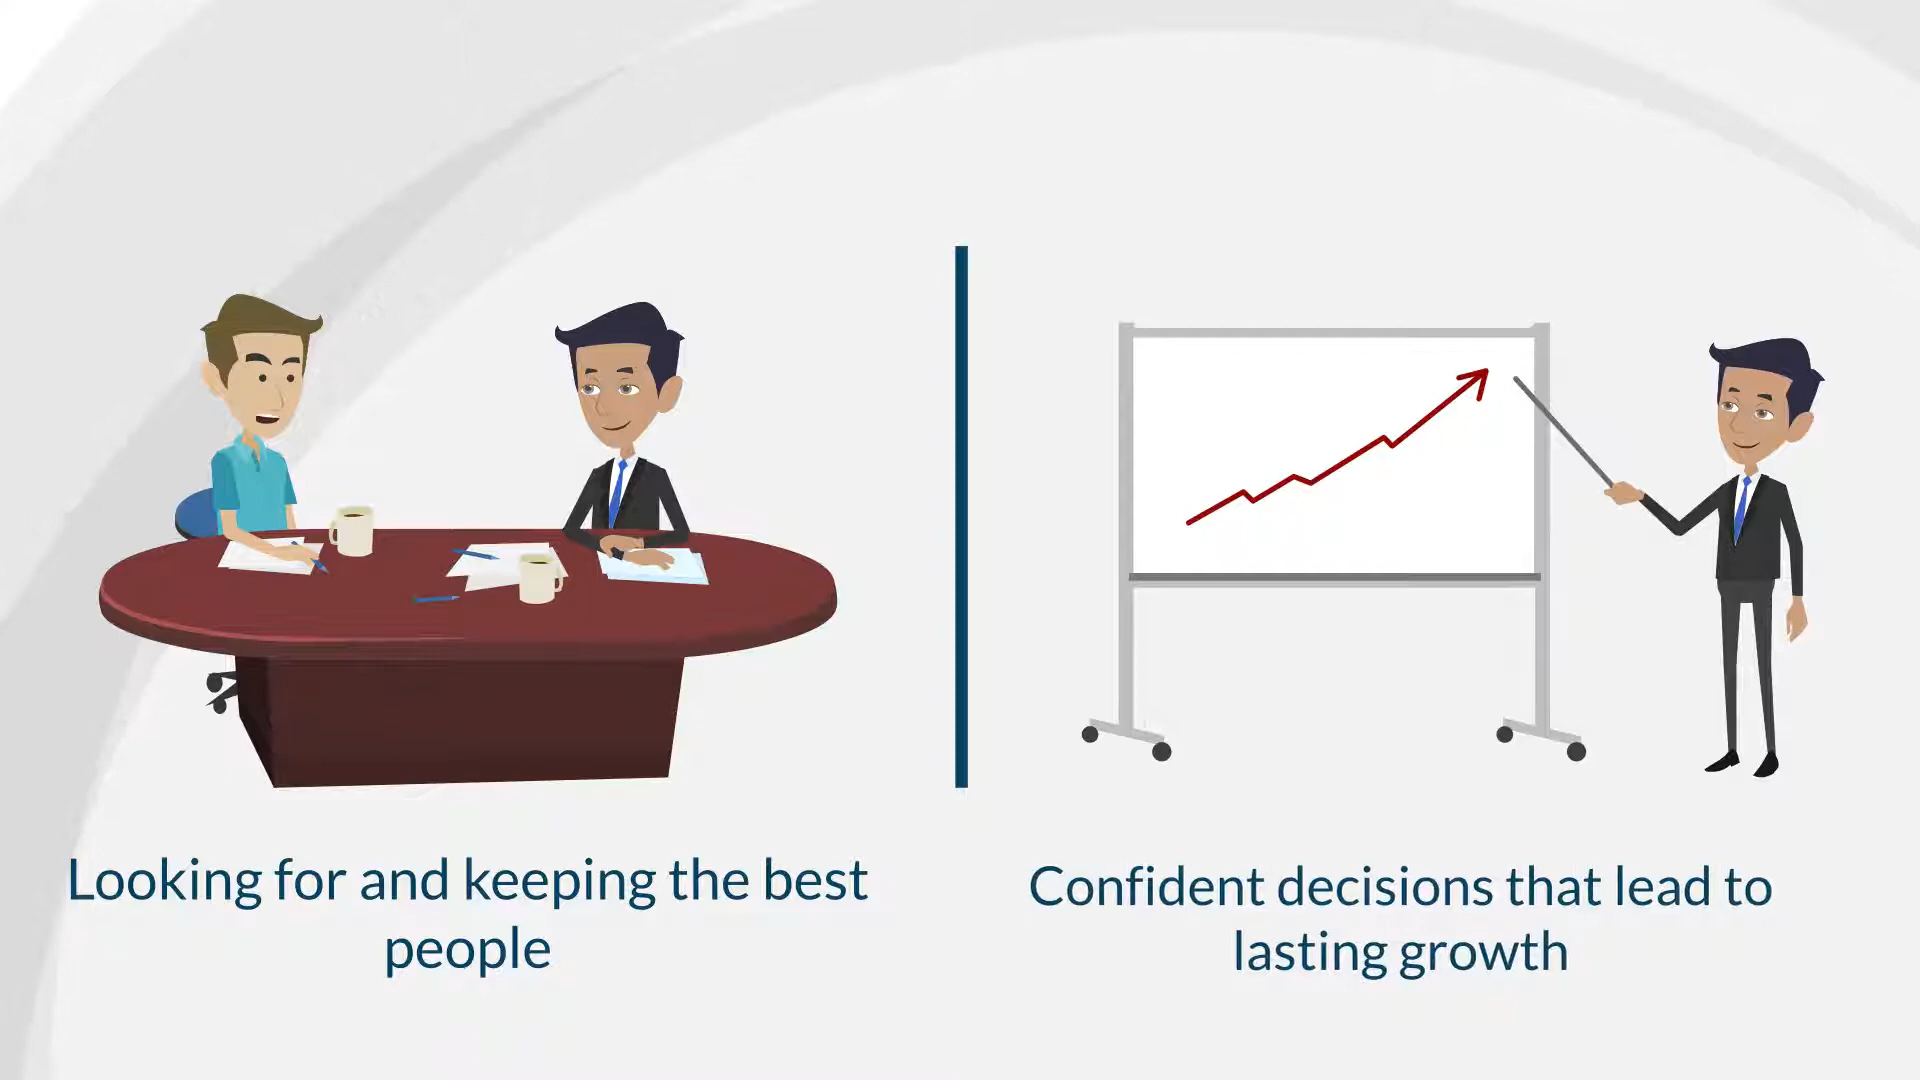 Looking for and keeping the best
people
Confident decisions that lead to
lasting growth